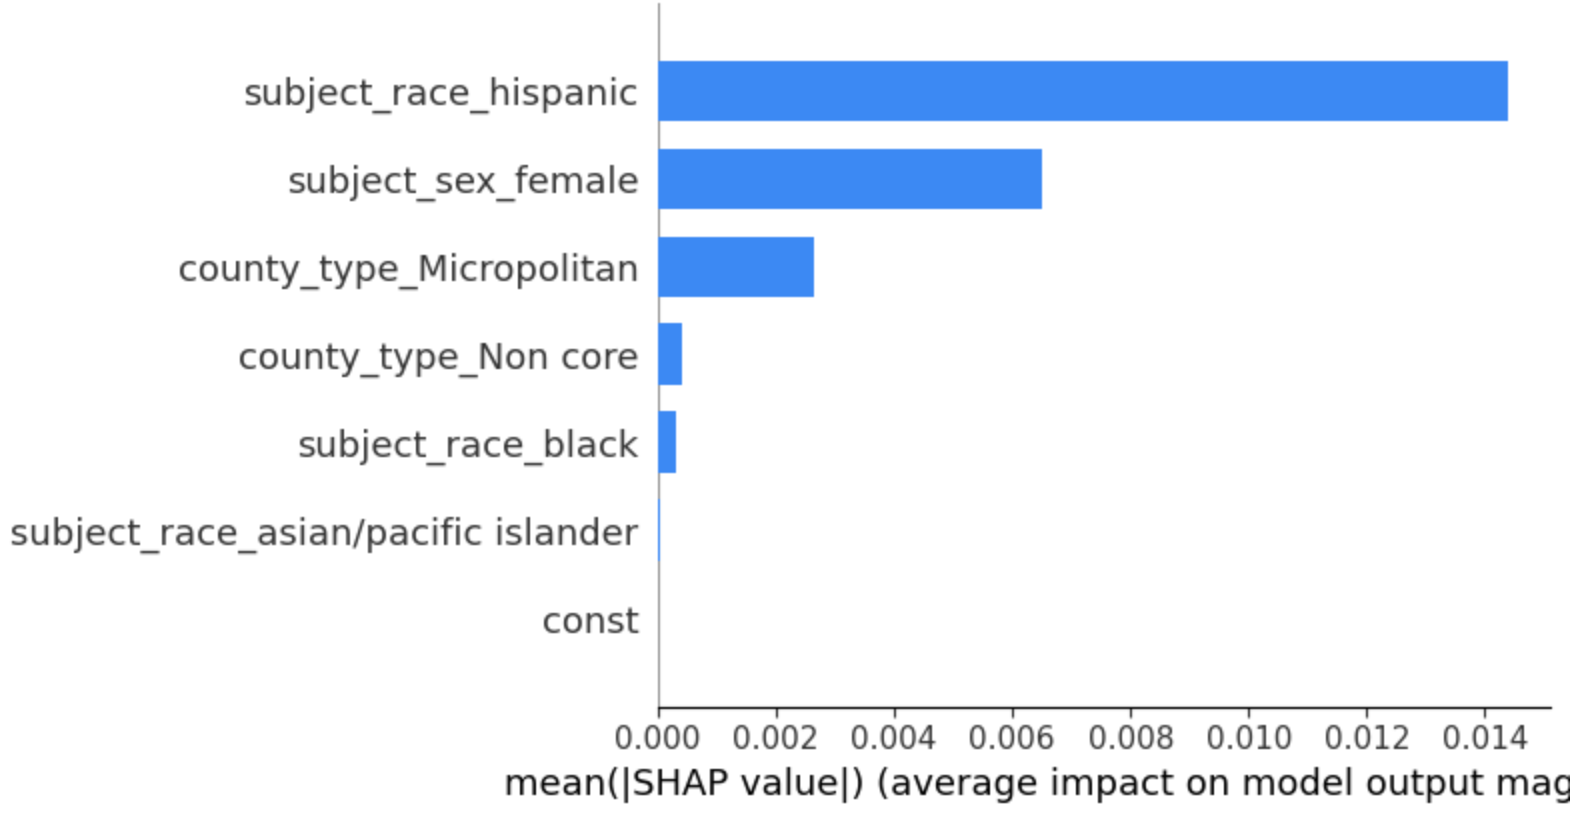 subject_race_hispanic
subject_sex_female
county_type_Micropolitan
county_type_Non core
subject_race_black
subject_race_asian/pacific islander
const
0.000 0.002 0.004 0.006 0.008 0.010 0.012 0.014
mean(|SHAP value|) (average impact on model output mag